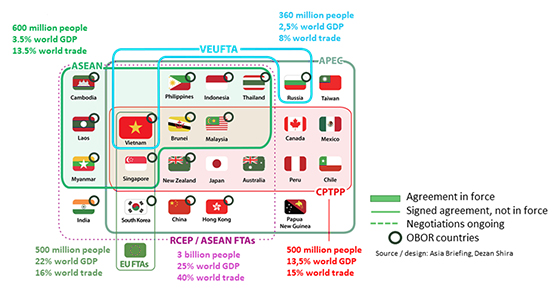 600 million people
3.5% world GDP
13.5% world trade
360 million people
2,5% world GDP
8% world trade
VEUFTA
ASEAN
APEC
Cambodia
Philippines
Indonesia
Thailand
Russia
Taiwan
Laos
Vietnam
Brunei
Malaysia
Canada
Mexico
Myanmar
Singapore
New Zealand
Japan
Australia
Peru
Chile
CPTPP
India
South Korea
China
Hong Kong
Papua
New Guinea
RCEP / ASEAN FTAs
EU FTAs
500 million people
22% world GDP
16% world trade
3 billion people
25% world GDP
40% world trade
500 million people
13,5% world GDP
15% world trade
Agreement in force
Signed agreement, not in force
Negotiations ongoing
OBOR countries
Source / design: Asia Briefing, Dezan Shira